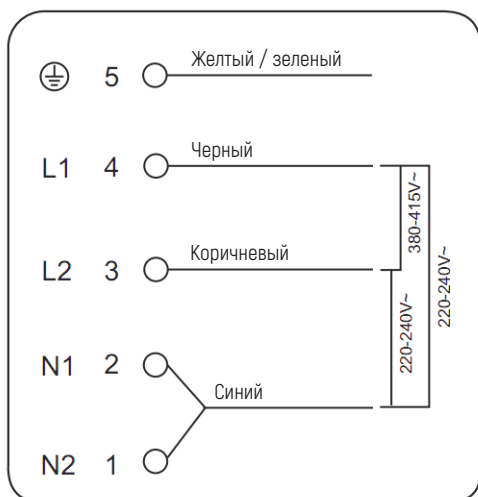 5 Желтый / зеленый
L1 4 Черный
L2 3 Коричневый
N1 2
Синий
N2 1
380-415V~
220-240V~
220-240V~